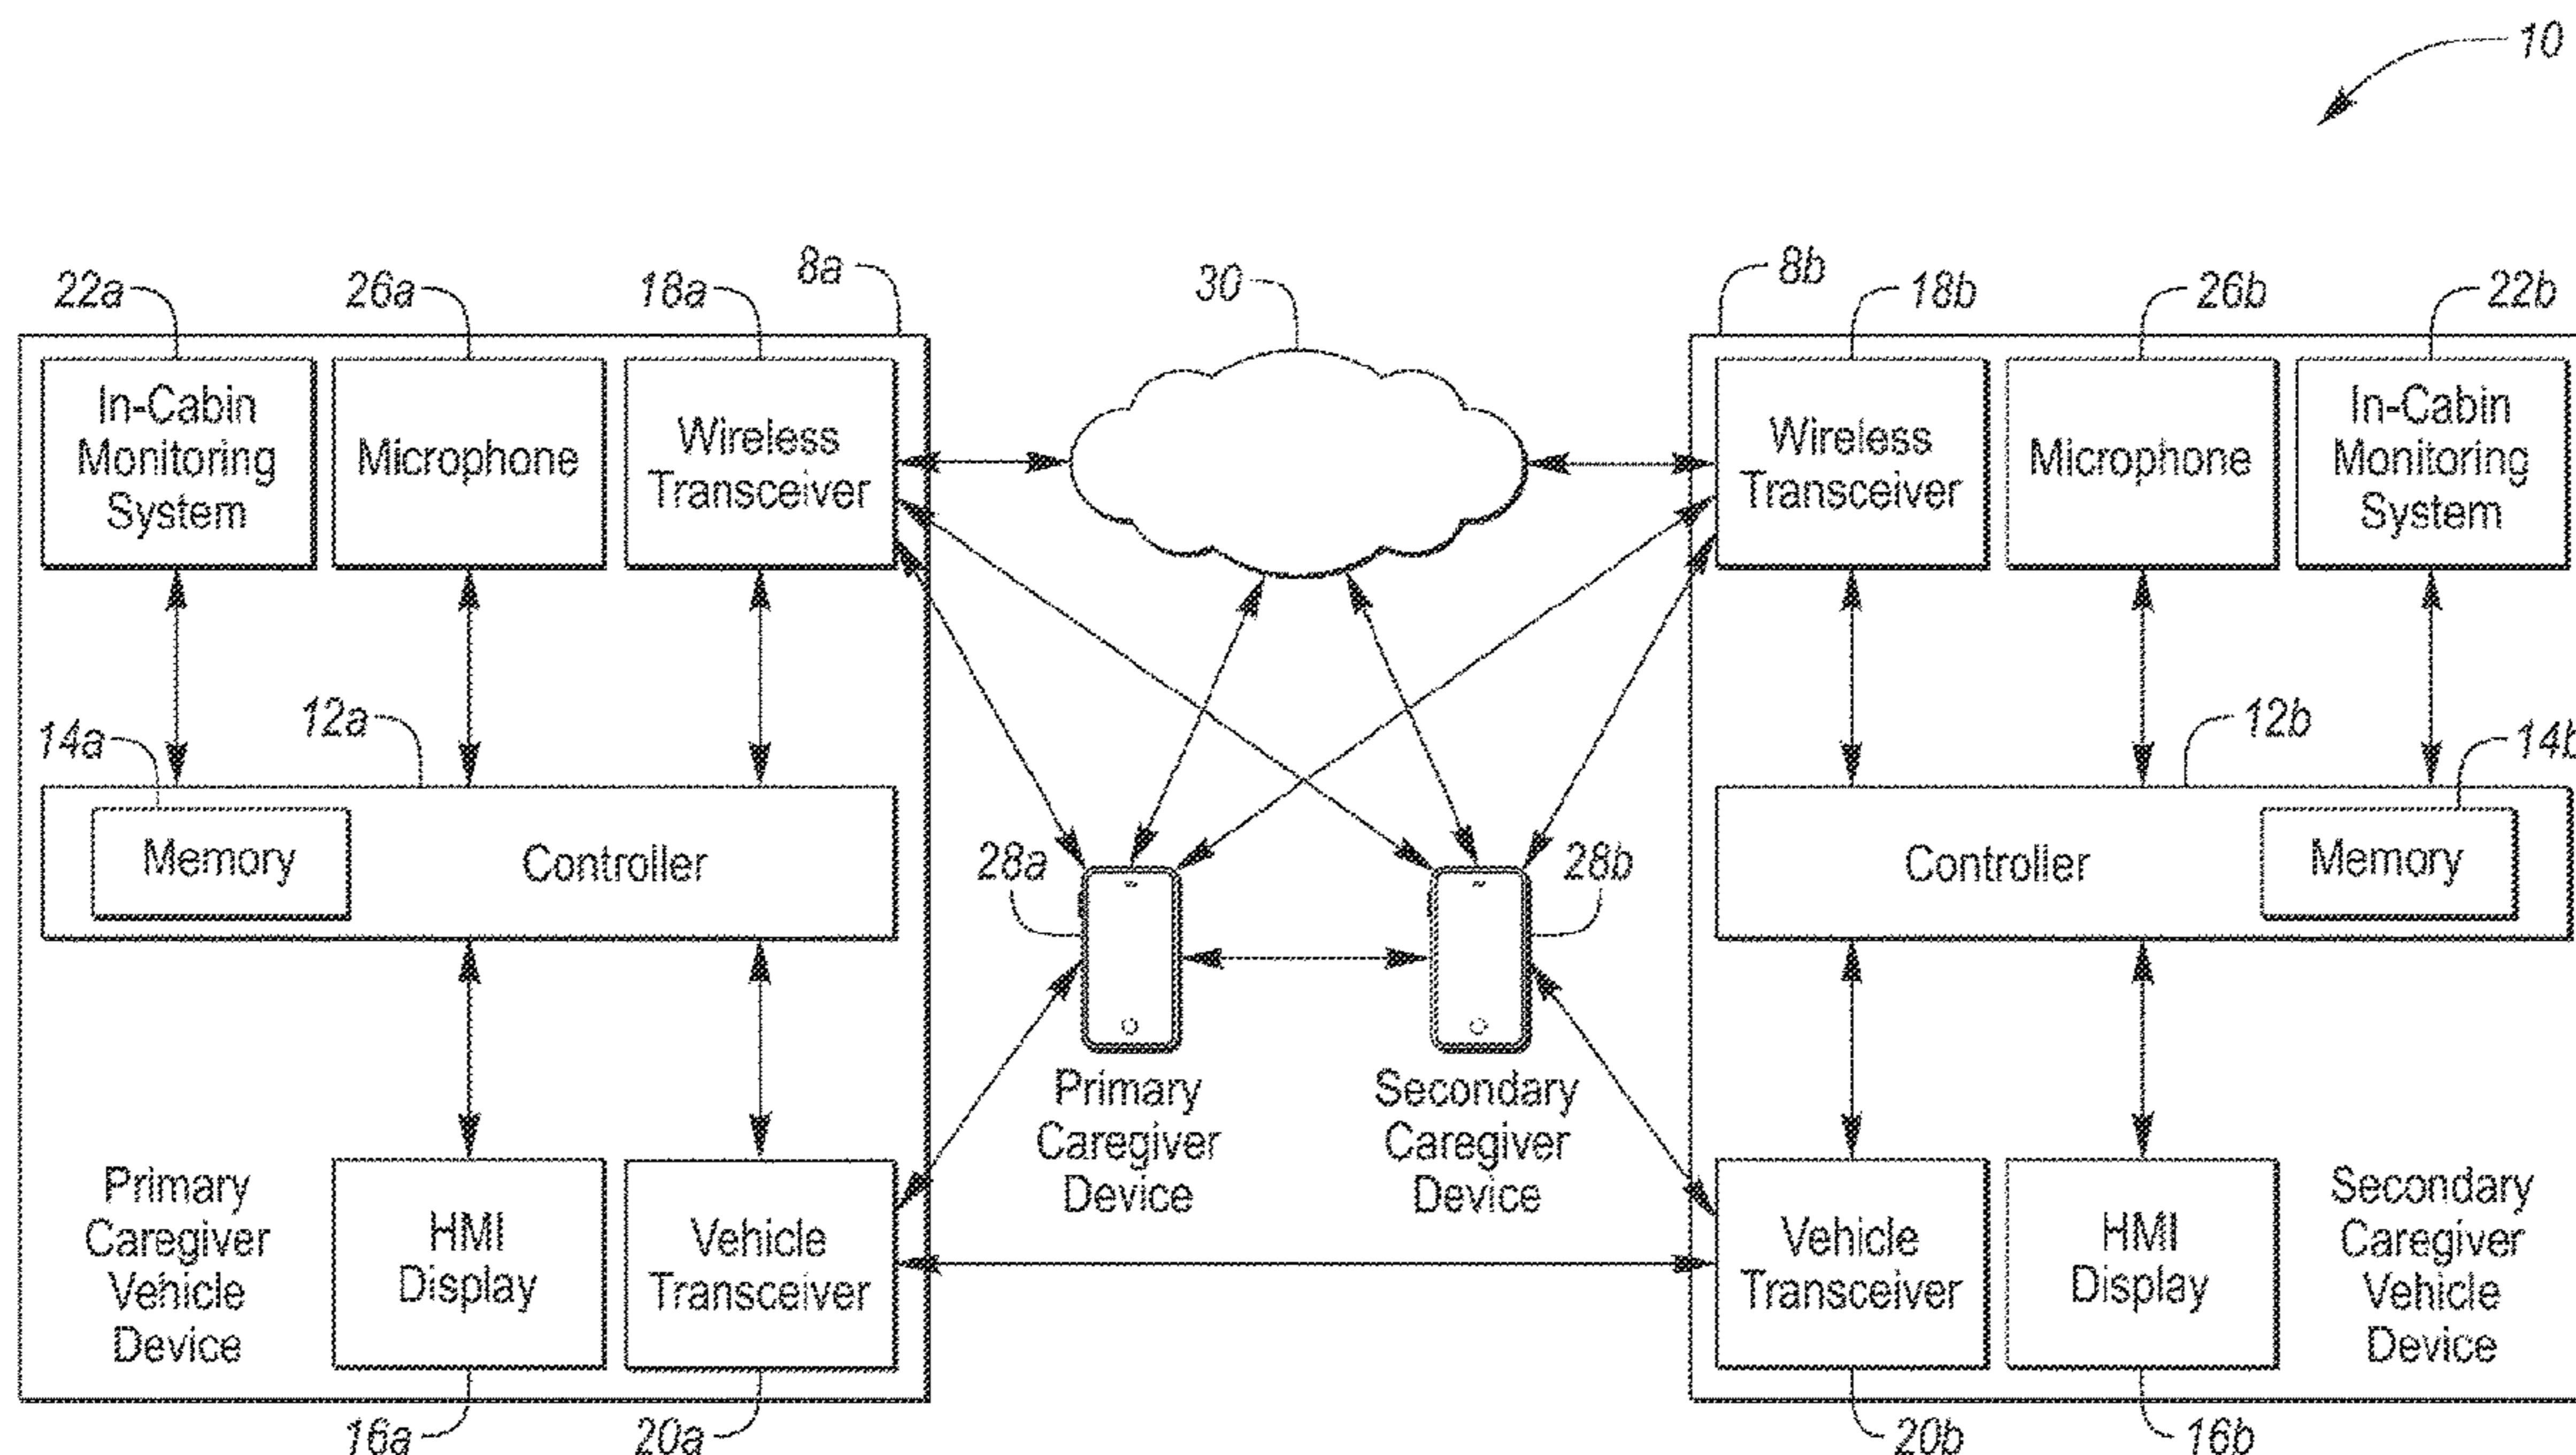 10
22a
26a
18a
8a
30
8b
18b
26b
22b
In-Cabin
Monitoring
System
Microphone
Wireless
Transceiver
Wireless
Transceiver
Microphone
In-Cabin
Monitoring
System
14a
12a
12b
14b
Memory
Controller
28a
28b
Controller
Memory
Primary
Caregiver
Vehicle
Device
HMI
Display
Vehicle
Transceiver
Primary
Caregiver
Device
Secondary
Caregiver
Device
Vehicle
Transceiver
HMI
Display
Secondary
Caregiver
Vehicle
Device
16a
20a
20b
16b